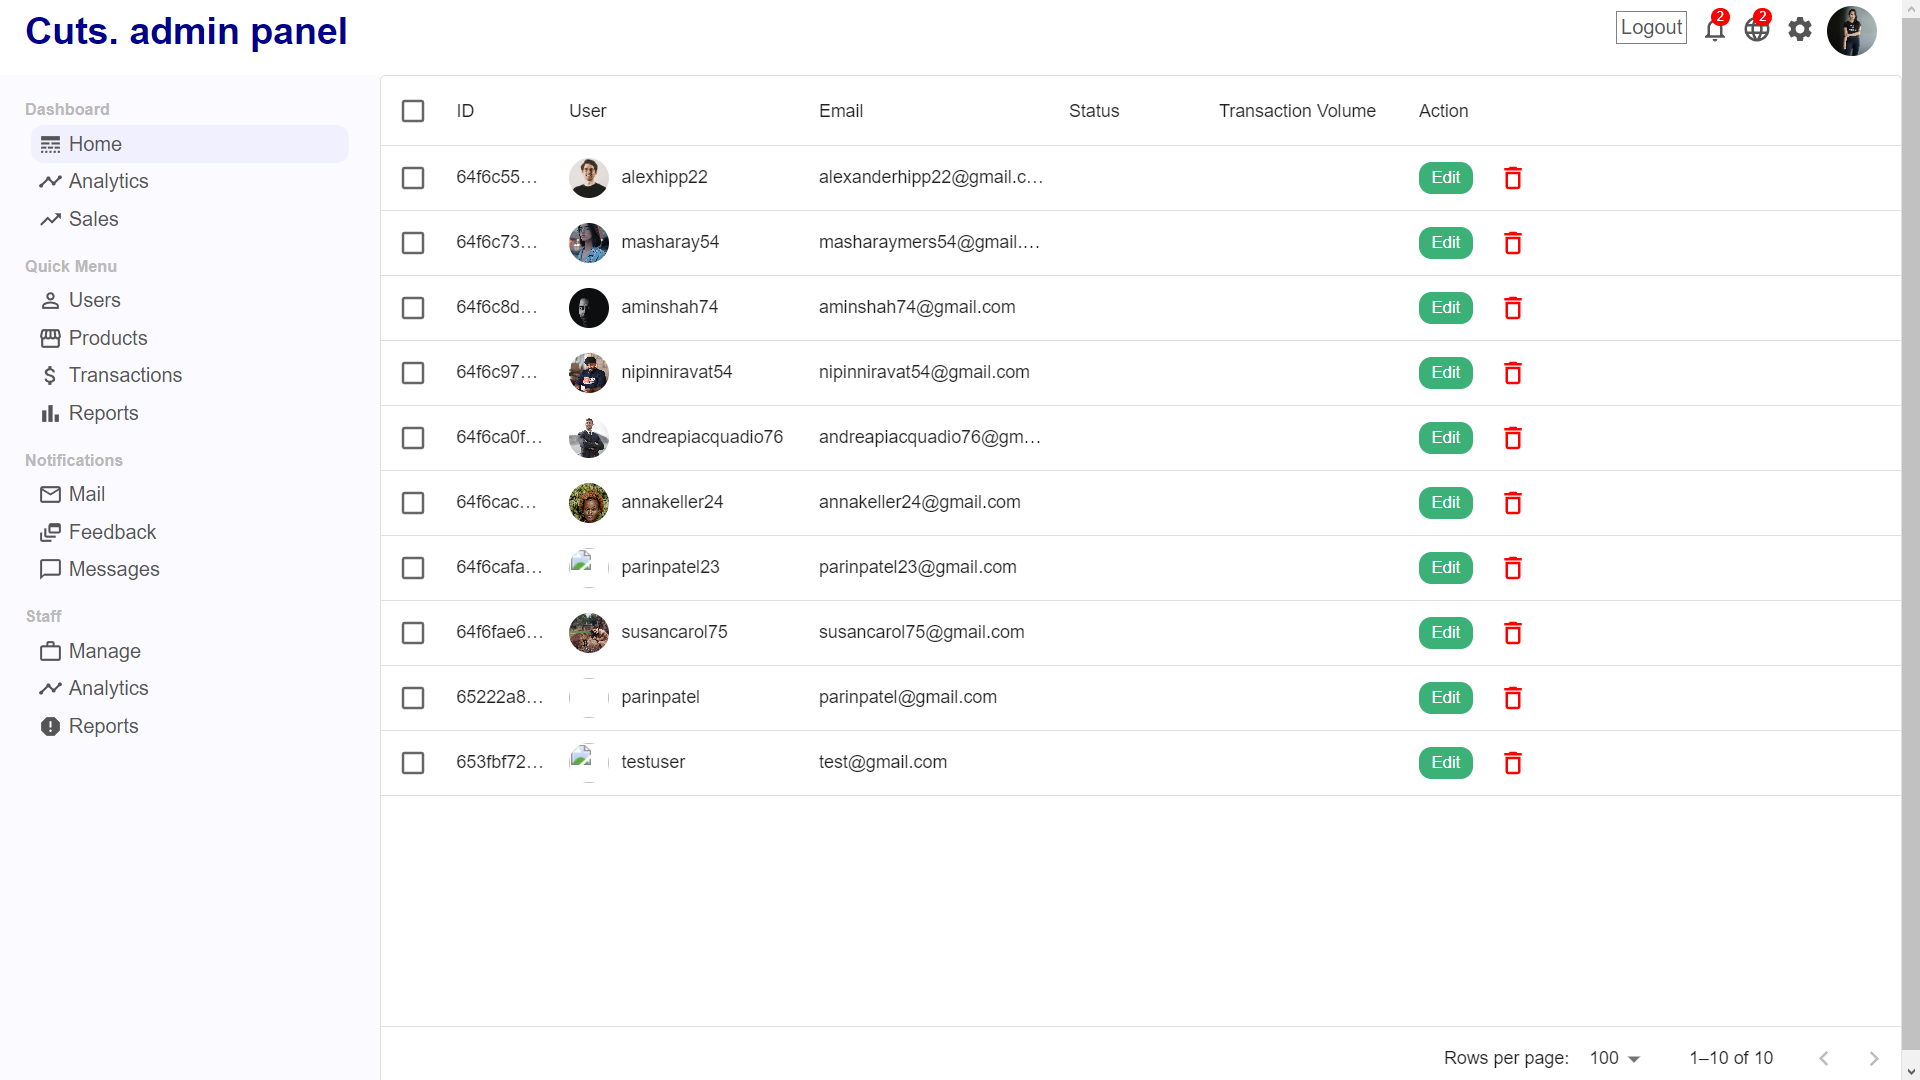 Cuts. admin panel
Logout
2
2
Dashboard
Home
Analytics
Sales
Quick Menu
Users
Products
Transactions
Reports
Notifications
Mail
Feedback
Messages
Staff
Manage
Analytics
Reports
ID User Email Status Transaction Volume Action
64f6c55... alexhipp22 alexanderhipp22@gmail.c... Edit
64f6c73... masharay54 masharaymers54@gmail.... Edit
64f6c8d... aminshah74 aminshah74@gmail.com Edit
64f6c97... nipinniravat54 nipinniravat54@gmail.com Edit
64f6ca0f... andreapiacquadio76 andreapiacquadio76@gm... Edit
64f6cac... annakeller24 annakeller24@gmail.com Edit
64f6cafa... parinpatel23 parinpatel23@gmail.com Edit
64f6fae6... susancarol75 susancarol75@gmail.com Edit
65222a8... parinpatel parinpatel@gmail.com Edit
653fbf72... testuser test@gmail.com Edit
Rows per page: 100 1–10 of 10